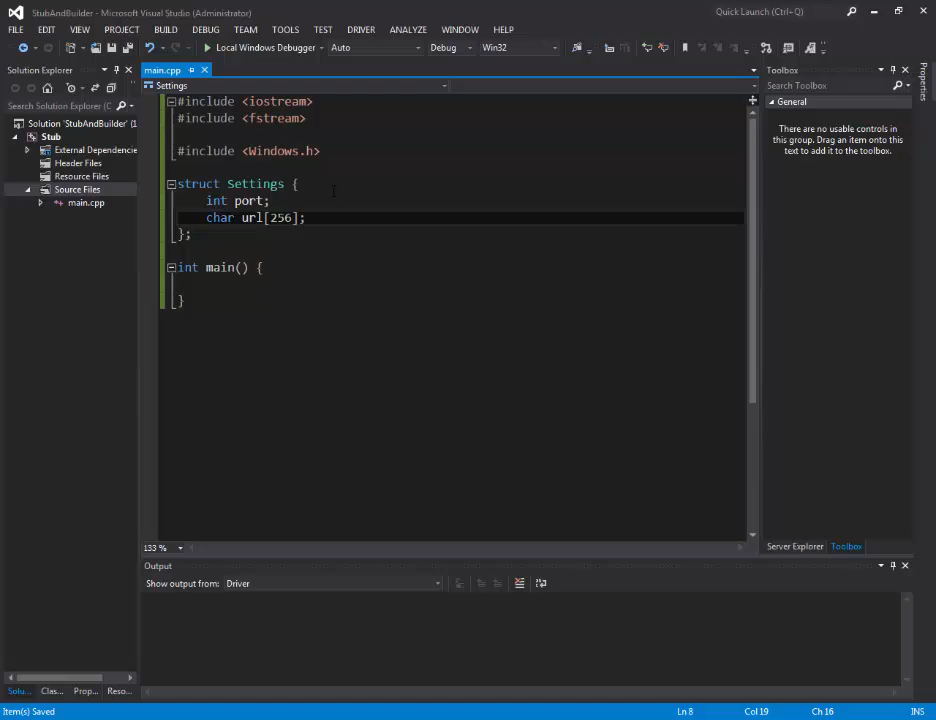 StubAndBuilder - Microsoft Visual Studio (Administrator)
Quick Launch (Ctrl+Q)
FILE EDIT VIEW PROJECT BUILD DEBUG TEAM TOOLS TEST DRIVER ANALYZE WINDOW HELP
Local Windows Debugger Auto Debug Win32
Solution Explorer
Search Solution Explorer (C
Solution 'StubAndBuilder' (1
Stub
External Dependencie
Header Files
Resource Files
Source Files
main.cpp
main.cpp
Settings
#include <iostream>
#include <fstream>
#include <Windows.h>
struct Settings {
int port;
char url[256];
};
int main() {
}
133 %
Toolbox
Search Toolbox
General
There are no usable controls in
this group. Drag an item onto this
text to add it to the toolbox.
Properties
Server Explorer Toolbox
Output
Show output from: Driver
Solu... Clas... Prop... Reso...
Item(s) Saved
Ln 8 Col 19 Ch 16 INS